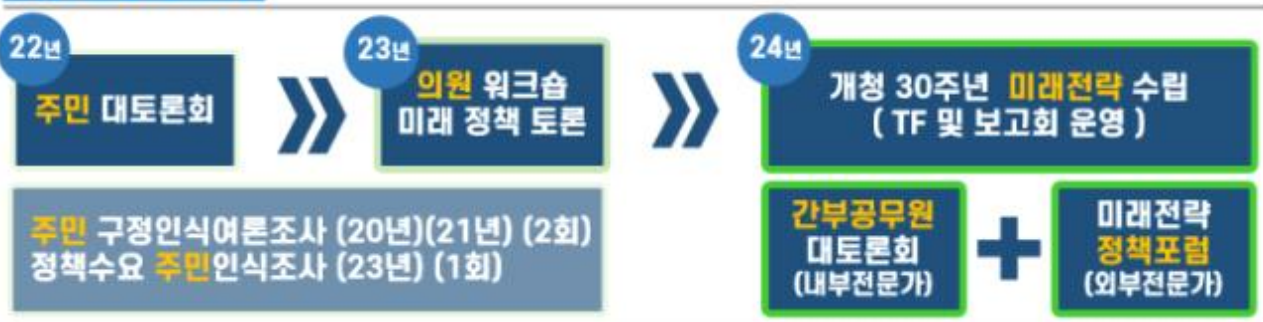 22년
주민 대토론회
23년
의원 워크숍
미래 정책 토론
24년
개청 30주년 미래전략 수립
( TF 및 보고회 운영 )
주민 구정인식여론조사 (20년)(21년) (2회)
정책수요 주민인식조사 (23년) (1회)
간부공무원
대토론회
(내부전문가)
미래전략
정책포럼
(외부전문가)